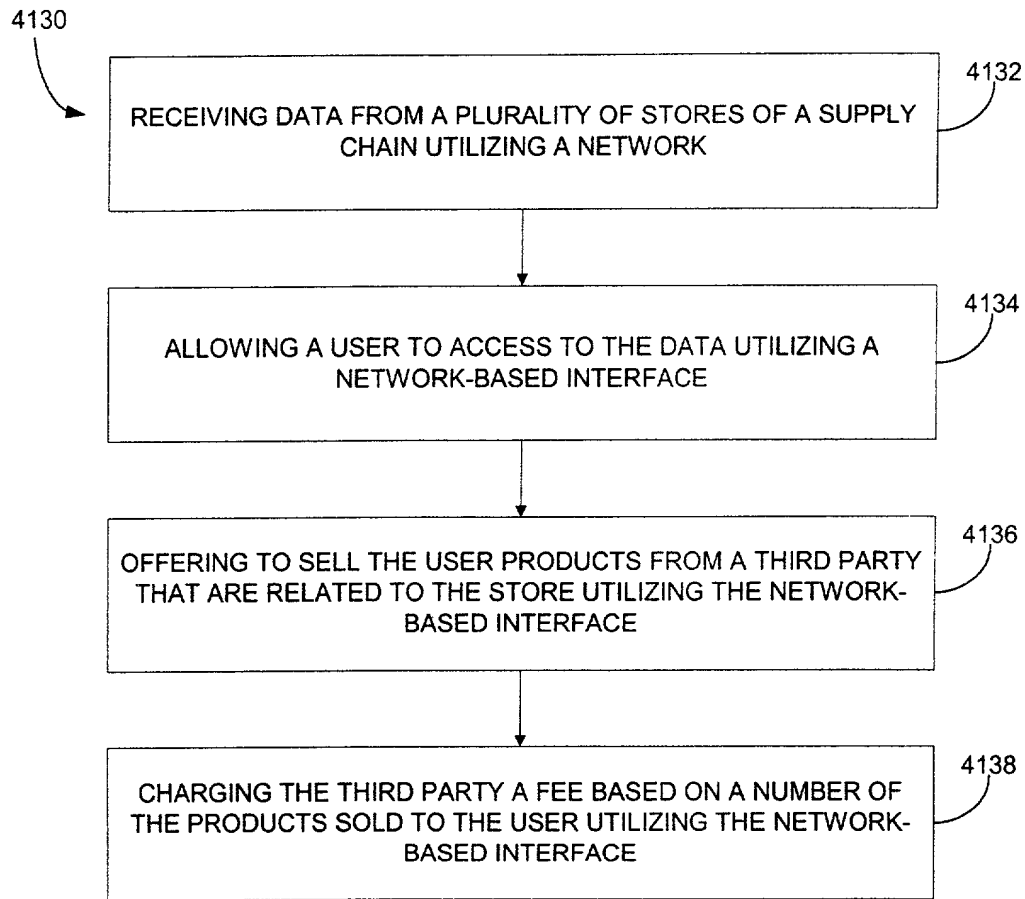 4130
4132
RECEIVING DATA FROM A PLURALITY OF STORES OF A SUPPLY
CHAIN UTILIZING A NETWORK
4134
ALLOWING A USER TO ACCESS TO THE DATA UTILIZING A
NETWORK-BASED INTERFACE
4136
OFFERING TO SELL THE USER PRODUCTS FROM A THIRD PARTY
THAT ARE RELATED TO THE STORE UTILIZING THE NETWORK-
BASED INTERFACE
4138
CHARGING THE THIRD PARTY A FEE BASED ON A NUMBER OF
THE PRODUCTS SOLD TO THE USER UTILIZING THE NETWORK-
BASED INTERFACE